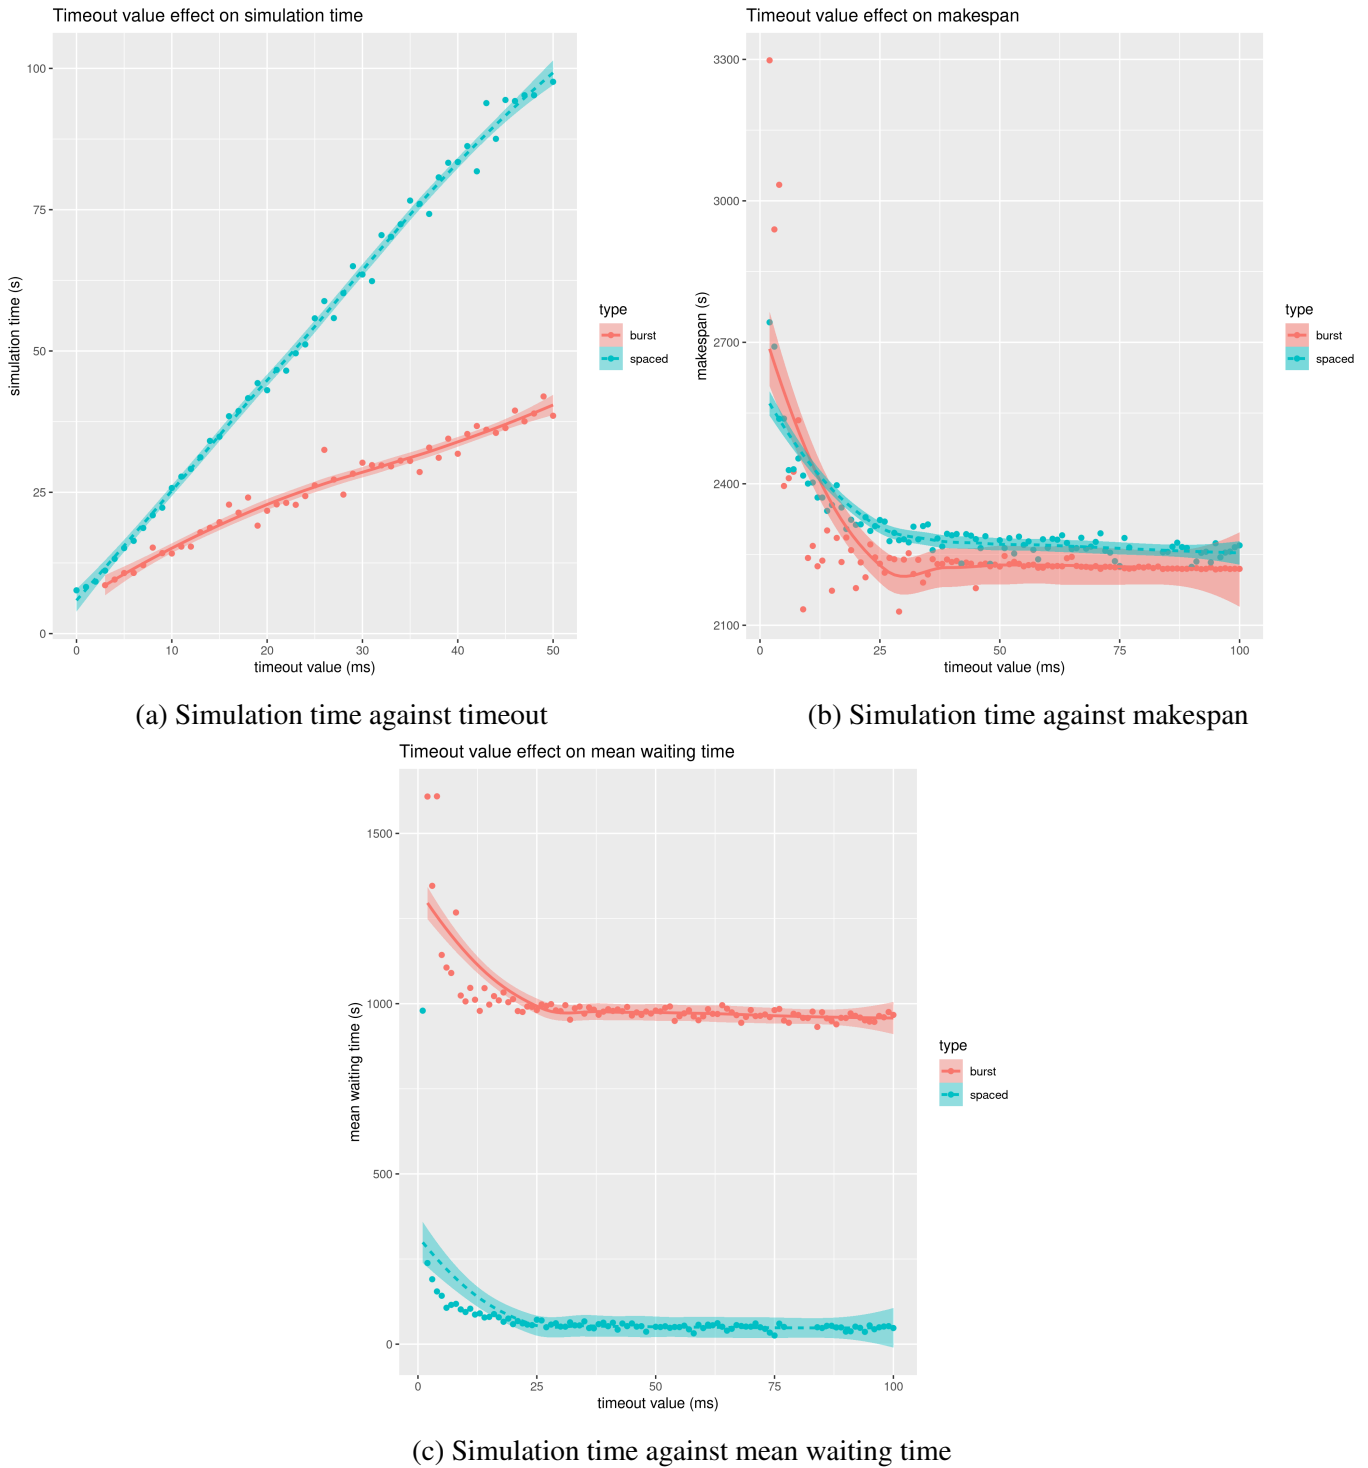 Timeout value effect on simulation time
100
75
50
25
0
simulation time (s)
0 10 20 30 40 50
timeout value (ms)
type
burst
spaced
(a) Simulation time against timeout
Timeout value effect on makespan
3300
3000
2700
2400
2100
makespan (s)
0 25 50 75 100
timeout value (ms)
type
burst
spaced
(b) Simulation time against makespan
Timeout value effect on mean waiting time
1500
1000
500
0
mean waiting time (s)
0 25 50 75 100
timeout value (ms)
type
burst
spaced
(c) Simulation time against mean waiting time